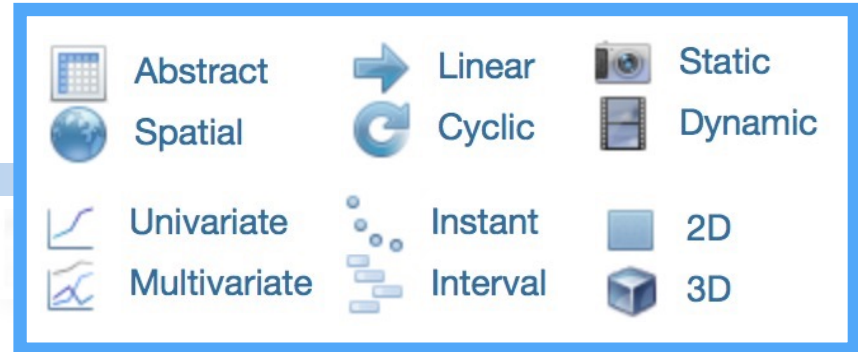 Abstract
Linear
Static
Spatial
Cyclic
Dynamic
Univariate
Instant
2D
Multivariate
Interval
3D